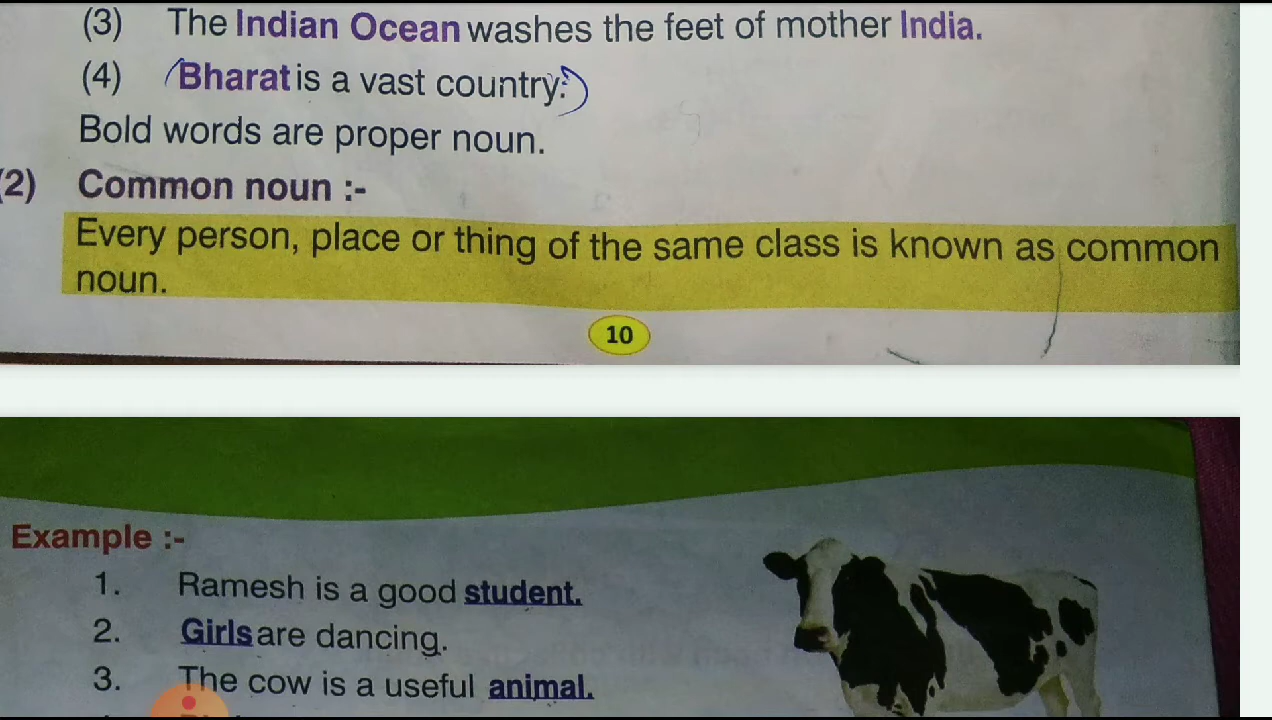 (3) The Indian Ocean washes the feet of mother India.
(4) Bharat is a vast country.
Bold words are proper noun.
(2) Common noun :-
Every person, place or thing of the same class is known as common
noun.
10
Example :-
1. Ramesh is a good student.
2. Girls are dancing.
3. The cow is a useful animal.